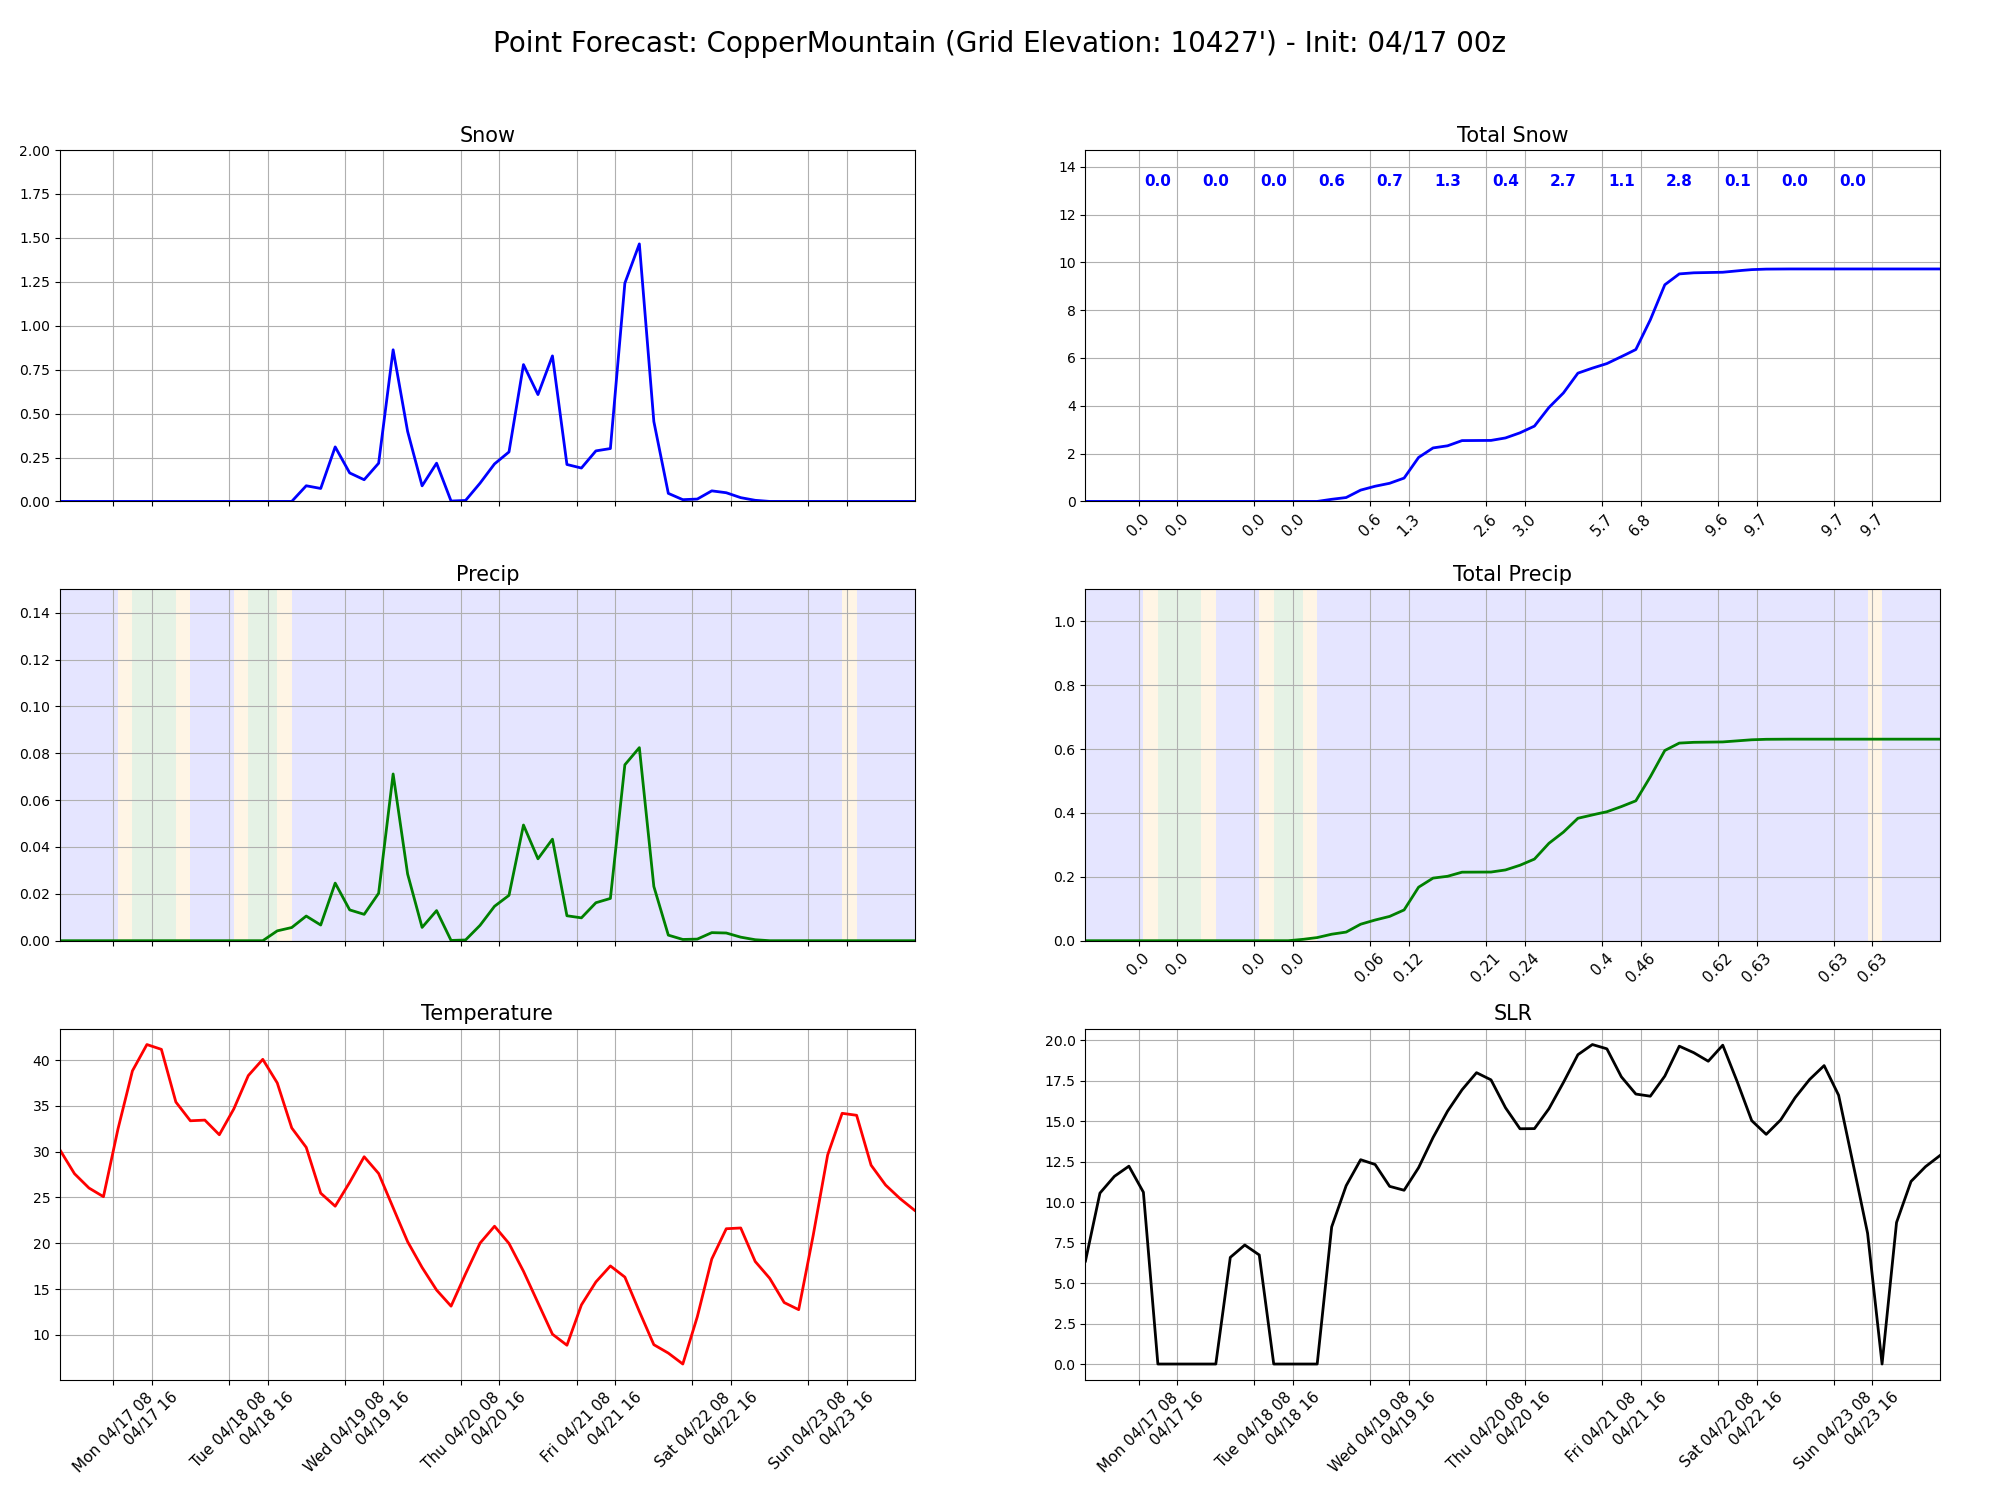 Point Forecast: CopperMountain (Grid Elevation: 10427') - Init: 04/17 00z
Snow
2.00
1.75
1.50
1.25
1.00
0.75
0.50
0.25
0.00
Total Snow
14
12
10
8
6
4
2
0
0.0 0.0 0.0 0.6 0.7 1.3 0.4 2.7 1.1 2.8 0.1 0.0 0.0
0.0 0.0 0.0 0.0 0.6 1.3 2.6 3.0 5.7 6.8 9.6 9.7 9.7 9.7
Precip
0.14
0.12
0.10
0.08
0.06
0.04
0.02
0.00
Total Precip
1.0
0.8
0.6
0.4
0.2
0.0
0.0 0.0 0.0 0.0 0.06 0.12 0.21 0.24 0.4 0.46 0.62 0.63 0.63 0.63
Temperature
40
35
30
25
20
15
10
Mon 04/17 08
04/17 16
Tue 04/18 08
04/18 16
Wed 04/19 08
04/19 16
Thu 04/20 08
04/20 16
Fri 04/21 08
04/21 16
Sat 04/22 08
04/22 16
Sun 04/23 08
04/23 16
SLR
20.0
17.5
15.0
12.5
10.0
7.5
5.0
2.5
0.0
Mon 04/17 08
04/17 16
Tue 04/18 08
04/18 16
Wed 04/19 08
04/19 16
Thu 04/20 08
04/20 16
Fri 04/21 08
04/21 16
Sat 04/22 08
04/22 16
Sun 04/23 08
04/23 16